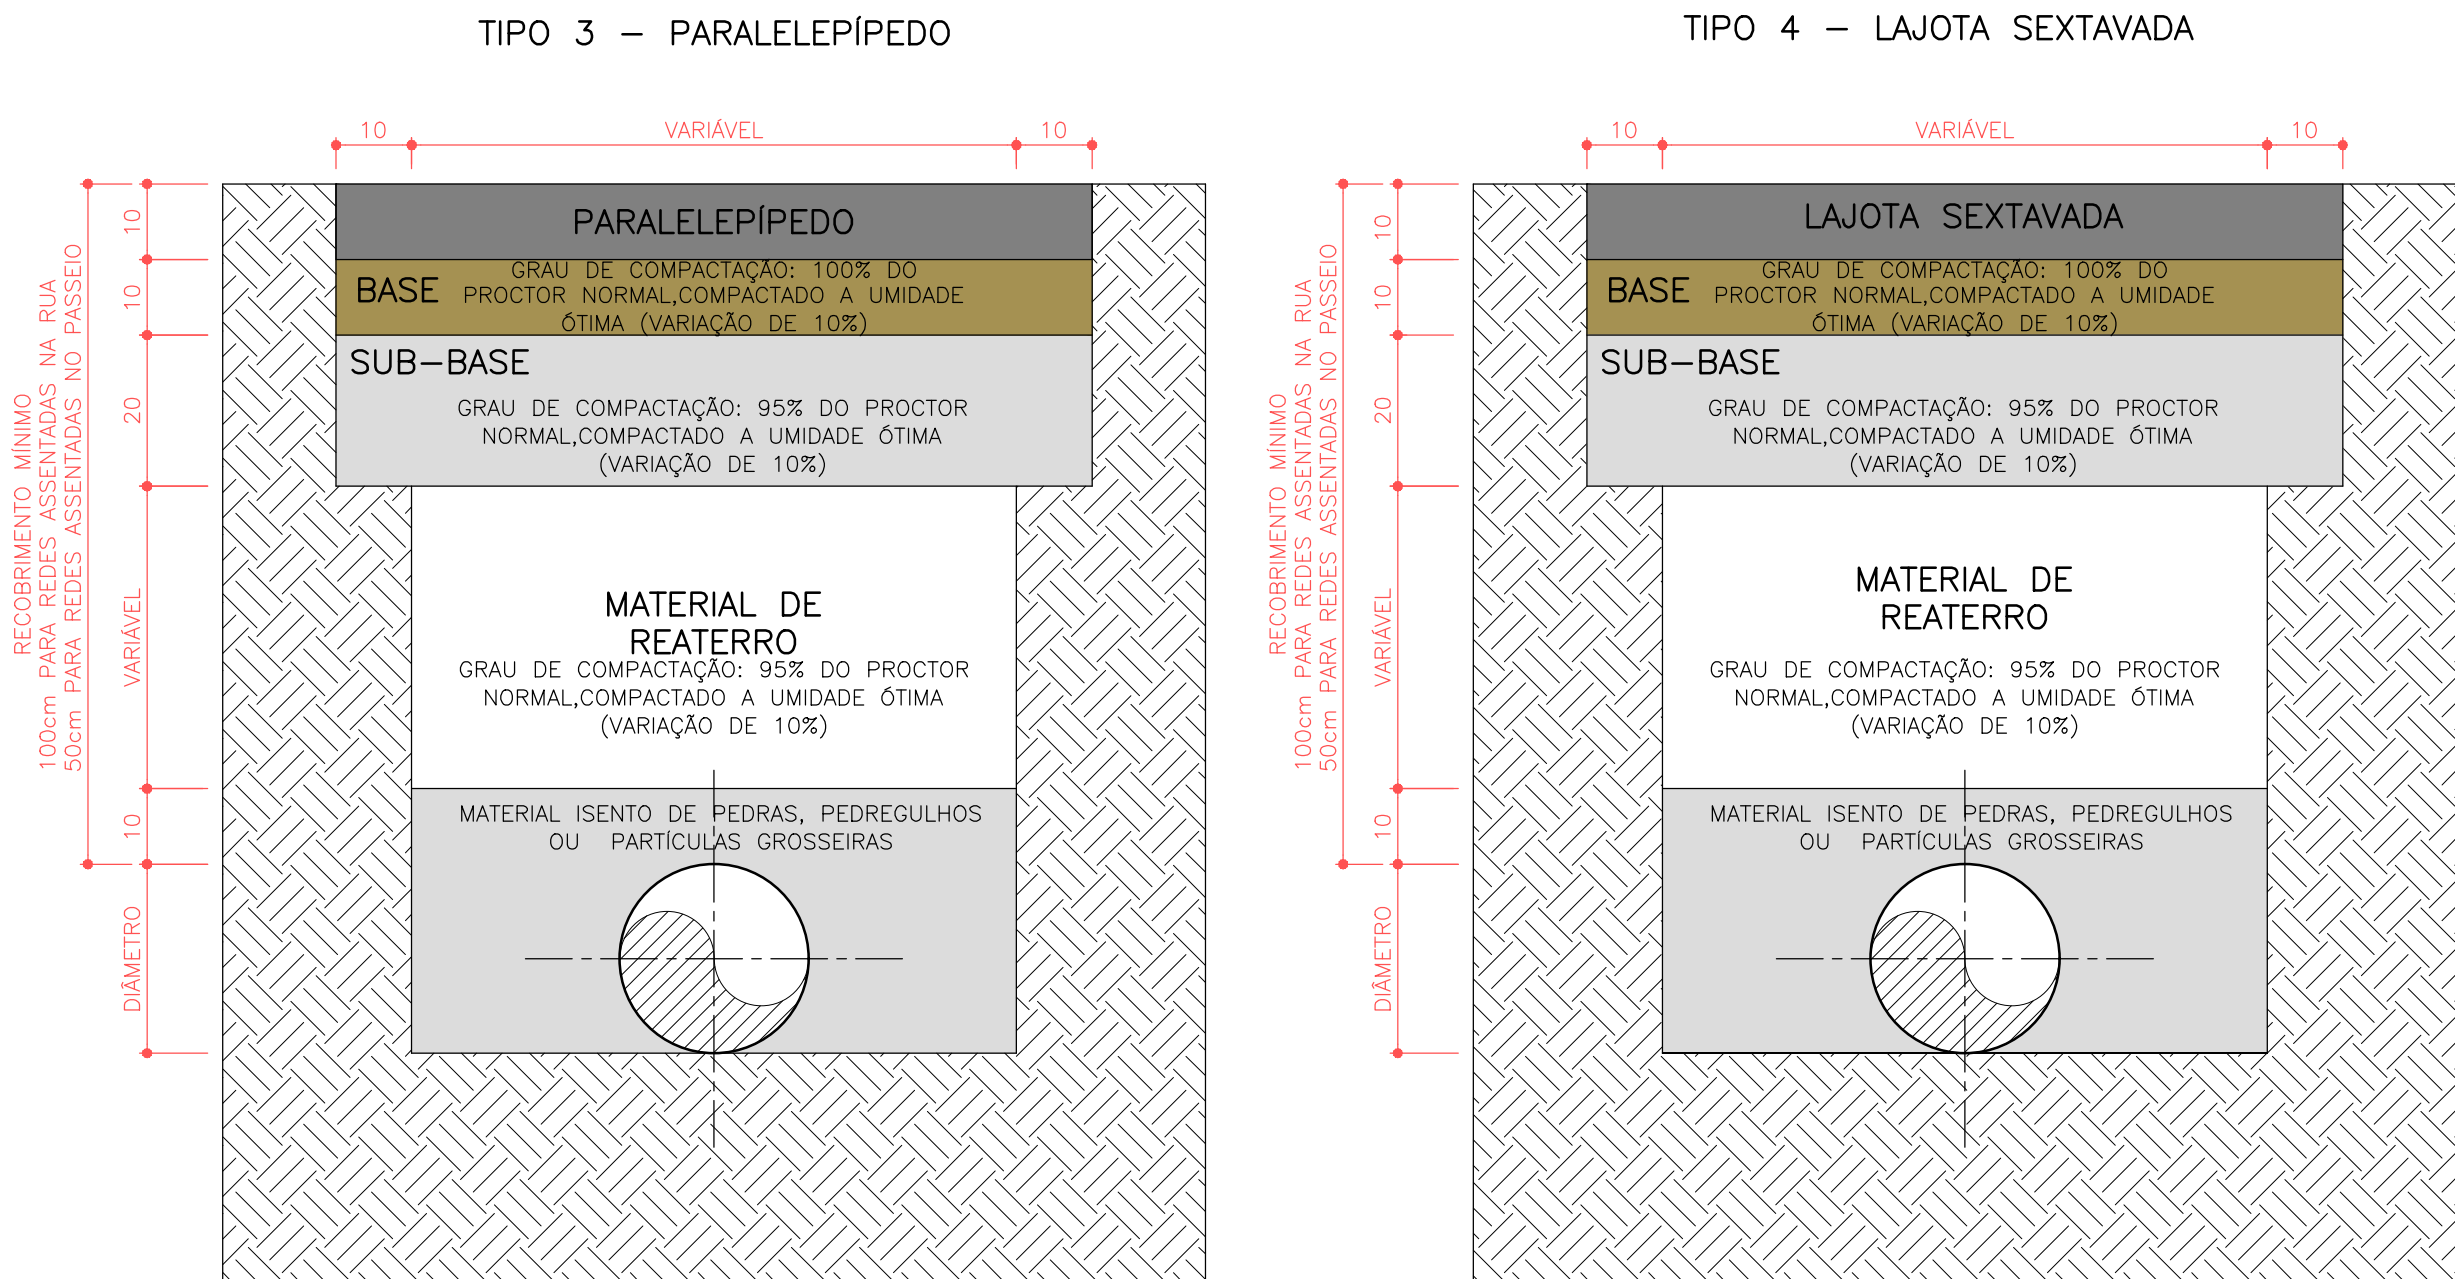 TIPO 3 - PARALELEPÍPEDO
10
VARIÁVEL
10
RECOBRIMENTO MÍNIMO
100cm PARA REDES ASSENTADAS NA RUA
50cm PARA REDES ASSENTADAS NO PASSEIO
10
10
20
VARIÁVEL
10
DIÂMETRO
PARALELEPÍPEDO
BASE
GRAU DE COMPACTAÇÃO: 100% DO
PROCTOR NORMAL,COMPACTADO A UMIDADE
ÓTIMA (VARIAÇÃO DE 10%)
SUB-BASE
GRAU DE COMPACTAÇÃO: 95% DO PROCTOR
NORMAL,COMPACTADO A UMIDADE ÓTIMA
(VARIAÇÃO DE 10%)
MATERIAL DE
REATERRO
GRAU DE COMPACTAÇÃO: 95% DO PROCTOR
NORMAL,COMPACTADO A UMIDADE ÓTIMA
(VARIAÇÃO DE 10%)
MATERIAL ISENTO DE PEDRAS, PEDREGULHOS
OU PARTÍCULAS GROSSEIRAS
TIPO 4 - LAJOTA SEXTAVADA
10
VARIÁVEL
10
RECOBRIMENTO MÍNIMO
100cm PARA REDES ASSENTADAS NA RUA
50cm PARA REDES ASSENTADAS NO PASSEIO
10
10
20
VARIÁVEL
10
DIÂMETRO
LAJOTA SEXTAVADA
BASE
GRAU DE COMPACTAÇÃO: 100% DO
PROCTOR NORMAL,COMPACTADO A UMIDADE
ÓTIMA (VARIAÇÃO DE 10%)
SUB-BASE
GRAU DE COMPACTAÇÃO: 95% DO PROCTOR
NORMAL,COMPACTADO A UMIDADE ÓTIMA
(VARIAÇÃO DE 10%)
MATERIAL DE
REATERRO
GRAU DE COMPACTAÇÃO: 95% DO PROCTOR
NORMAL,COMPACTADO A UMIDADE ÓTIMA
(VARIAÇÃO DE 10%)
MATERIAL ISENTO DE PEDRAS, PEDREGULHOS
OU PARTÍCULAS GROSSEIRAS